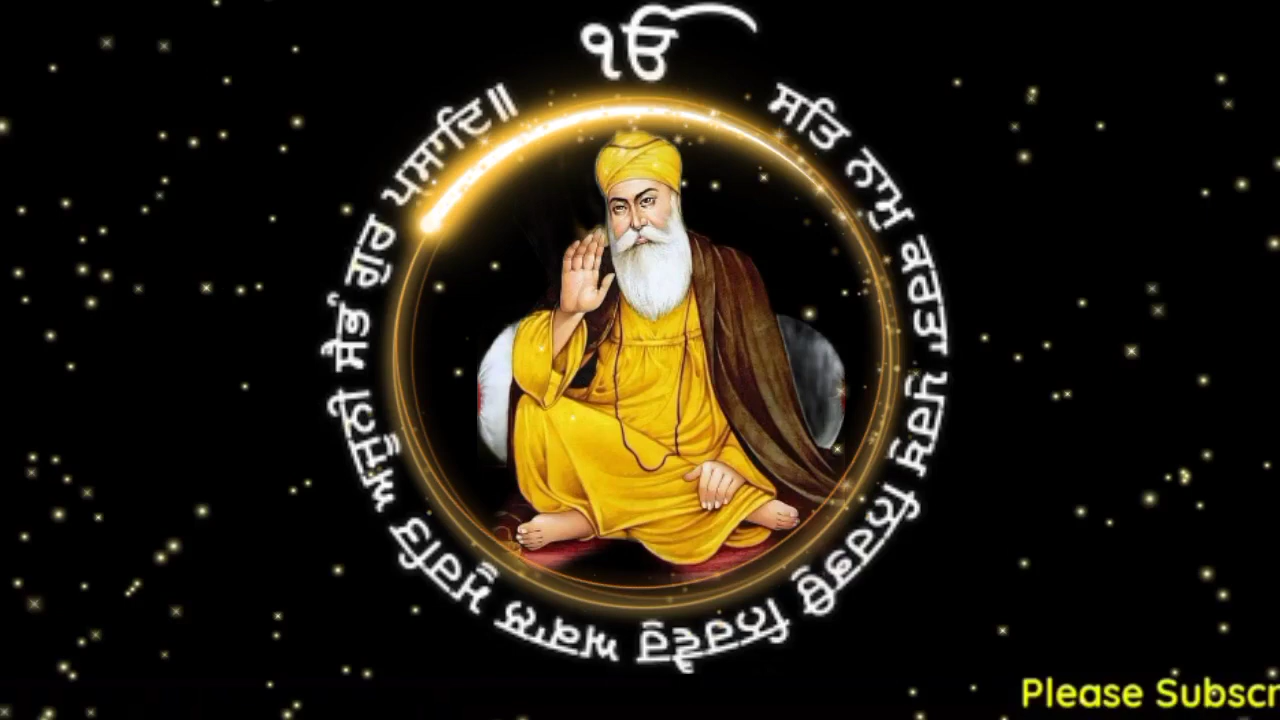 ੴ
ਸਤਿ ਨਾਮੁ ਕਰਤਾ ਪੁਰਖੁ ਨਿਰਭਉ ਨਿਰਵੈਰੁ ਅਕਾਲ ਮੂਰਤਿ ਅਜੂਨੀ ਸੈਭੰ ਗੁਰ ਪ੍ਰਸਾਦਿ॥
Please Subscr